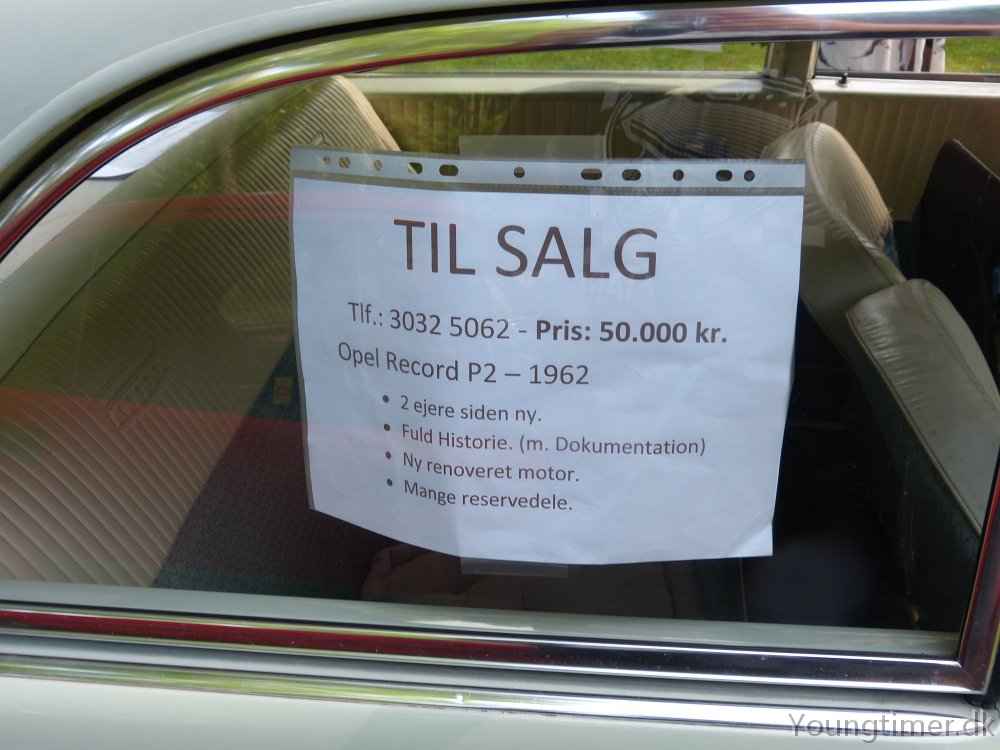 TIL SALG
Tlf.: 3032 5062 - Pris: 50.000 kr.
Opel Record P2 – 1962
• 2 ejere siden ny.
• Fuld Historie. (m. Dokumentation)
• Ny renoveret motor.
• Mange reservedele.
Youngtimer.dk